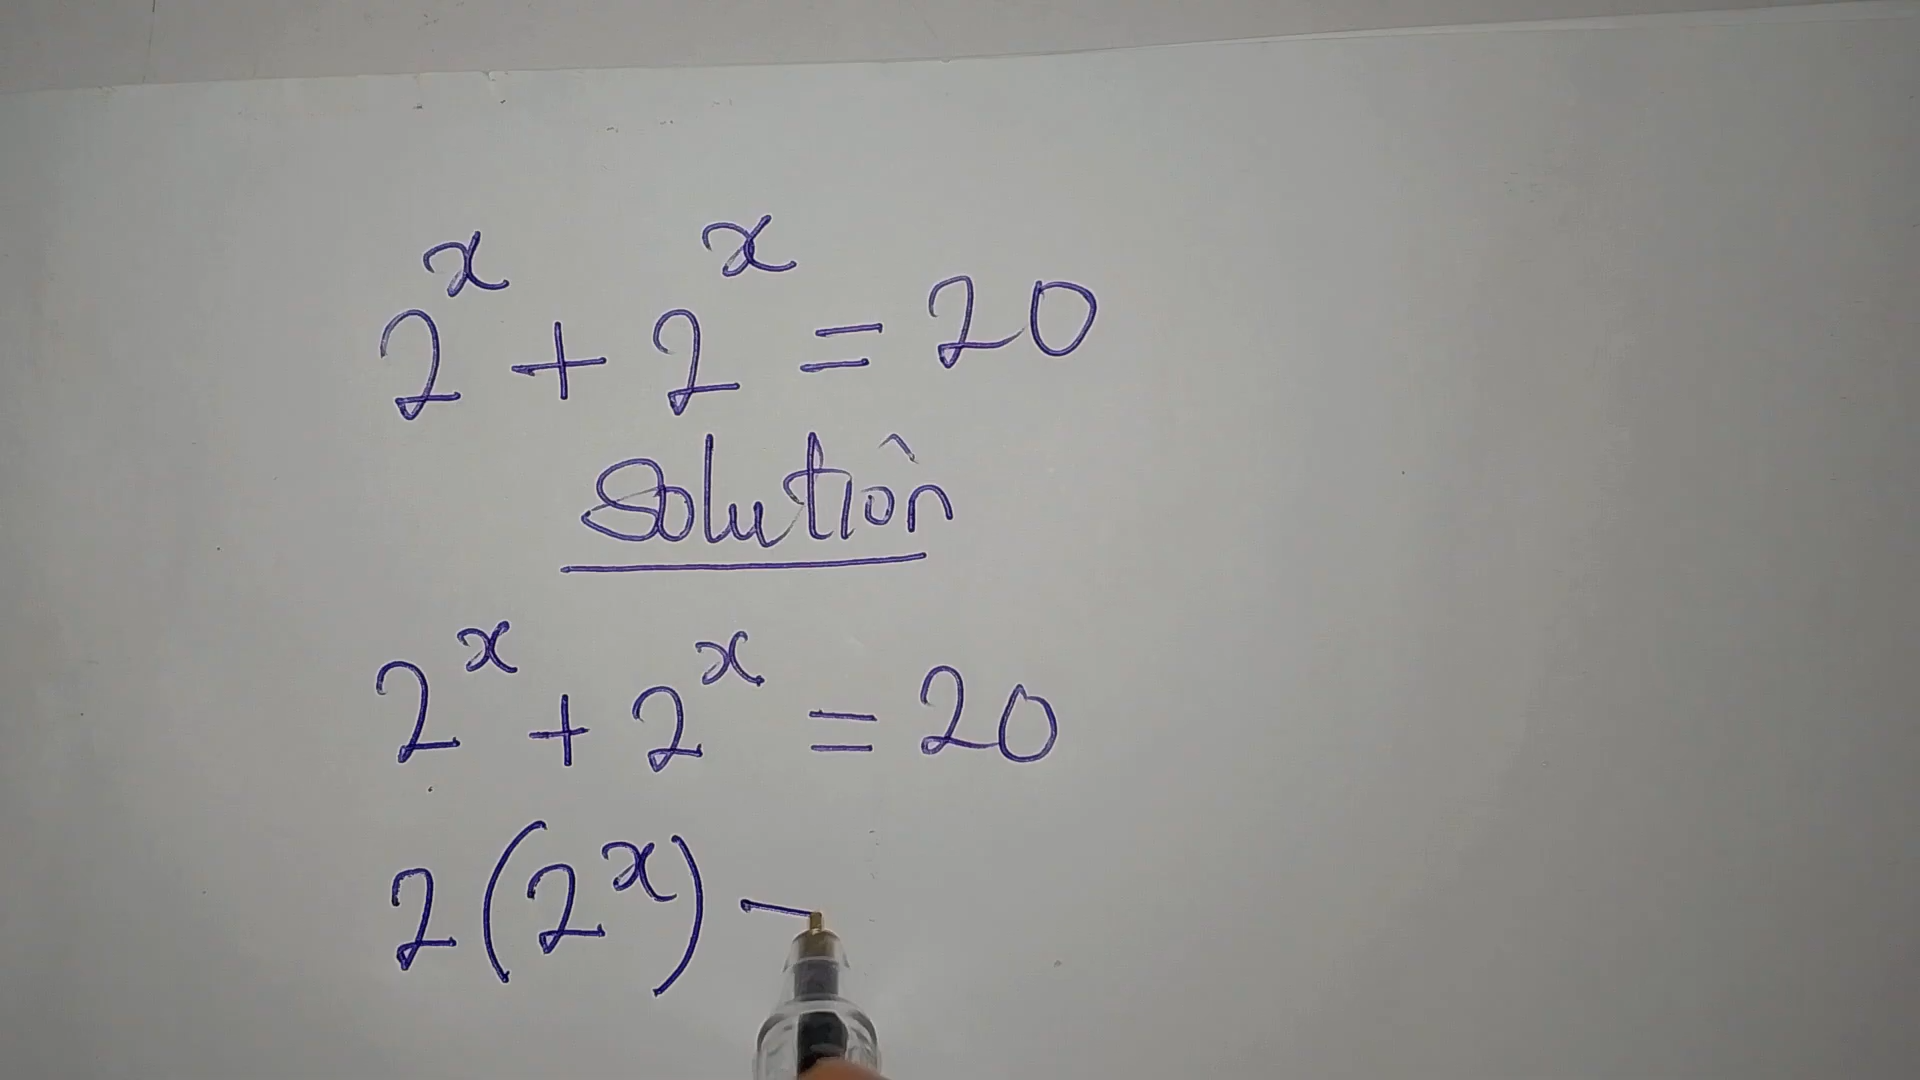 2^x + 2^x = 20
Solution
2^x + 2^x = 20
2(2^x) -